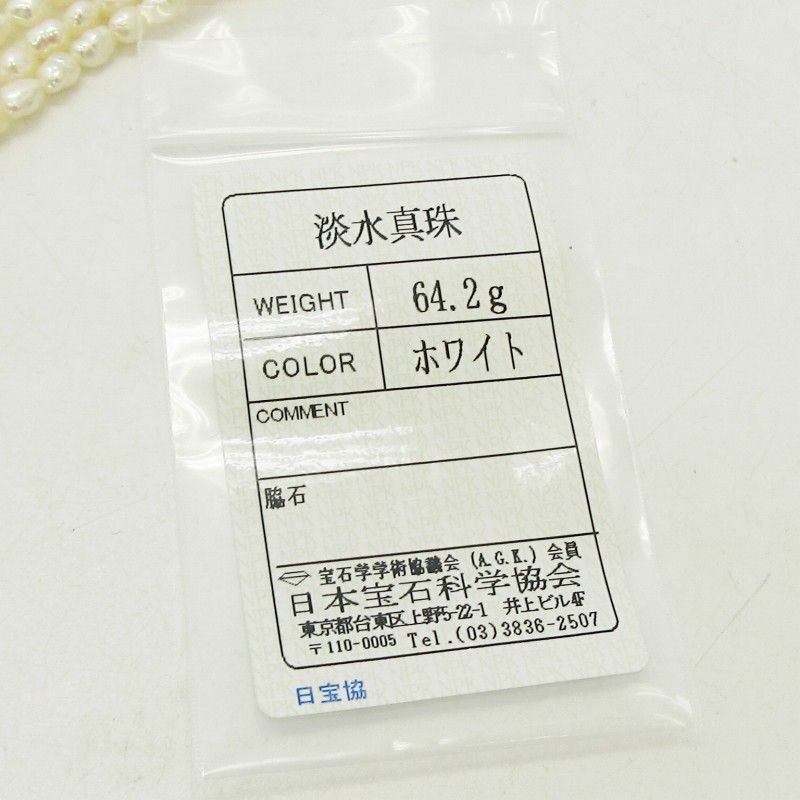 淡水真珠
WEIGHT 64.2g
COLOR ホワイト
COMMENT
脇石
宝石学学術協議会 (A.G.K.) 会員
日本宝石科学協会
東京都台東区上野5-22-1 井上ビル4F
〒110-0005 Tel.(03)3836-2507
日宝協